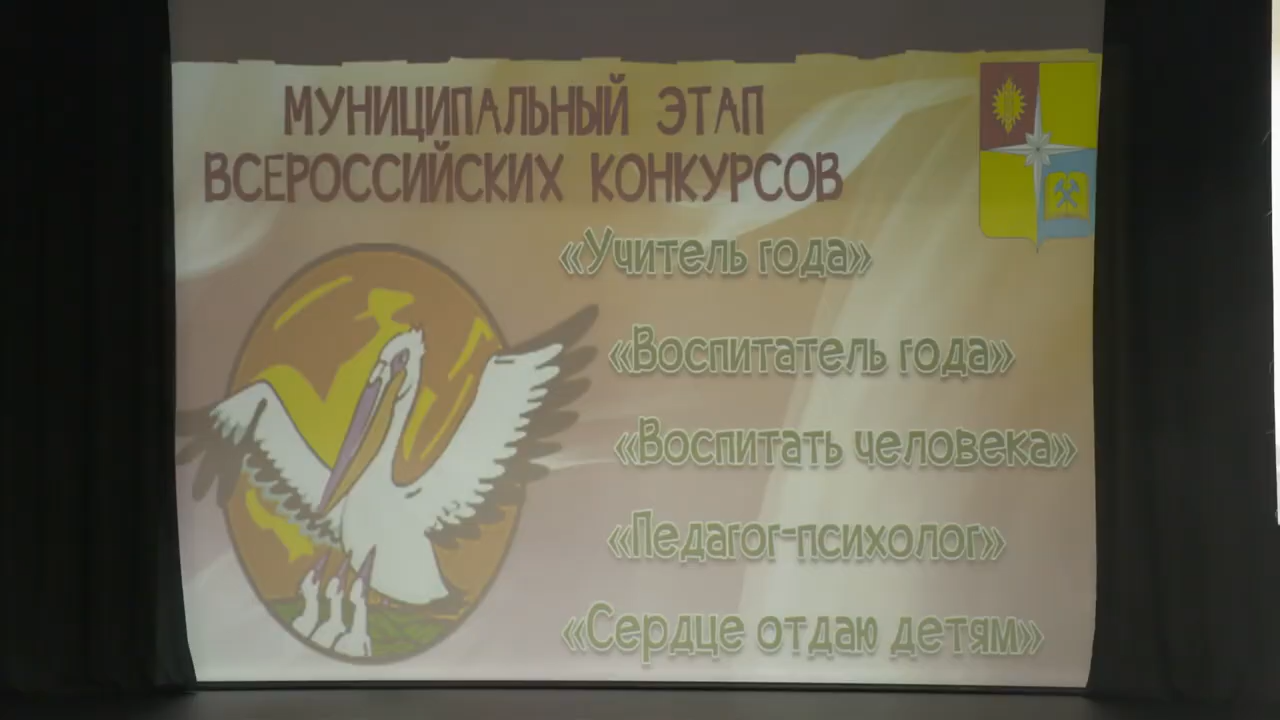 МУНИЦИПАЛЬНЫЙ ЭТАП
ВСЕРОССИЙСКИХ КОНКУРСОВ
«Учитель года»
«Воспитатель года»
«Воспитать человека»
«Педагог-психолог»
«Сердце отдаю детям»